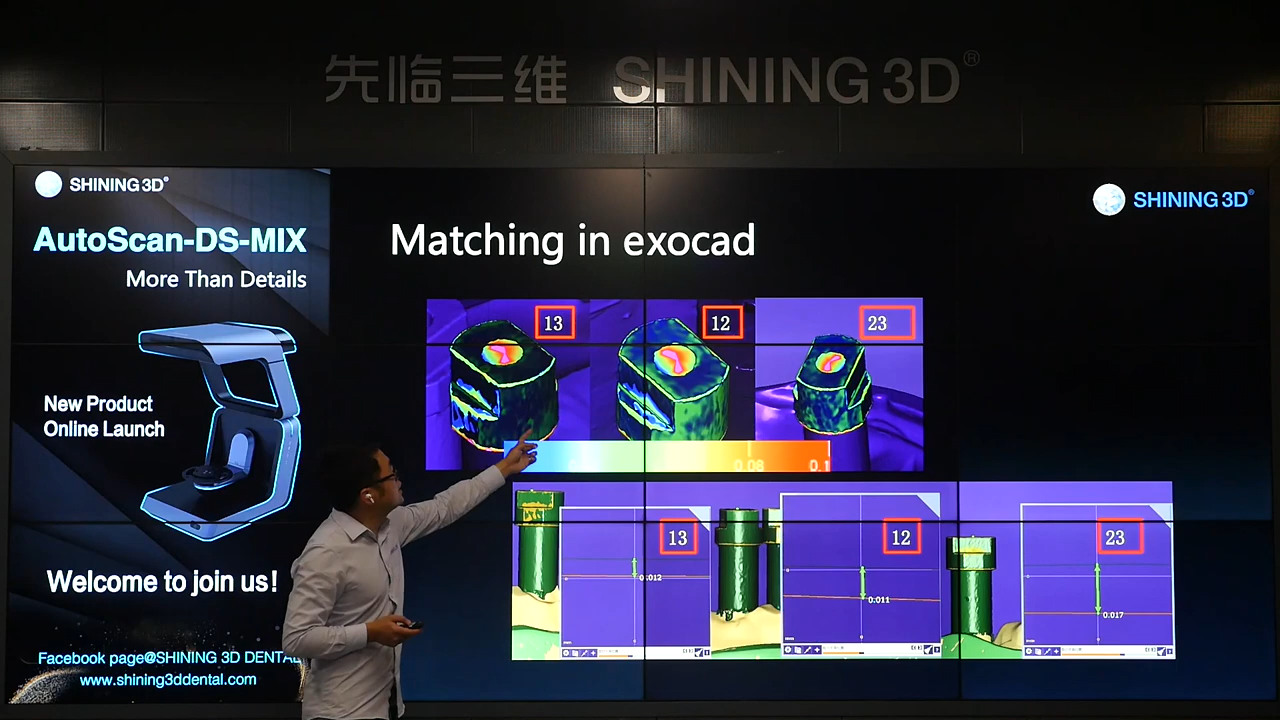 先临三维 SHINING 3D®
SHINING 3D®
AutoScan-DS-MIX
More Than Details
New Product
Online Launch
Welcome to join us!
Facebook page@SHINING 3D DENTAL
www.shining3ddental.com
SHINING 3D®
Matching in exocad
13
12
23
0.08
0.1
13
12
23
0.012
0.011
0.017